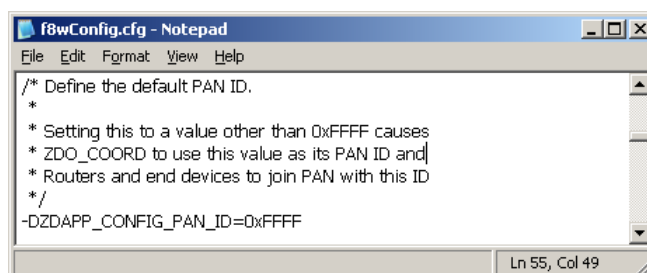 f8wConfig.cfg - Notepad
File Edit Format View Help
/* Define the default PAN ID.
*
* Setting this to a value other than 0xFFFF causes
* ZDO_COORD to use this value as its PAN ID and
* Routers and end devices to join PAN with this ID
*/
-DZDAPP_CONFIG_PAN_ID=0xFFFF
Ln 55, Col 49